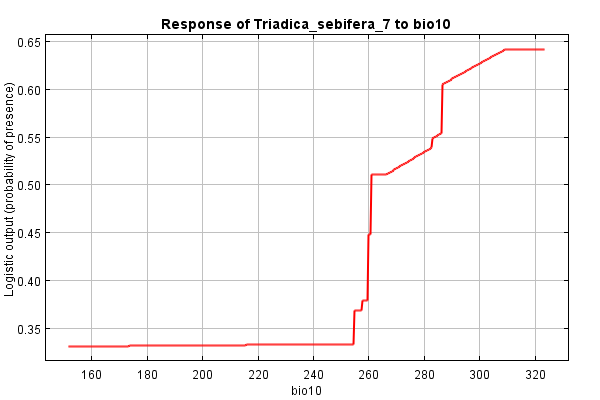 Response of Triadica_sebifera_7 to bio10
Logistic output (probability of presence)
0.65
0.60
0.55
0.50
0.45
0.40
0.35
160 180 200 220 240 260 280 300 320
bio10